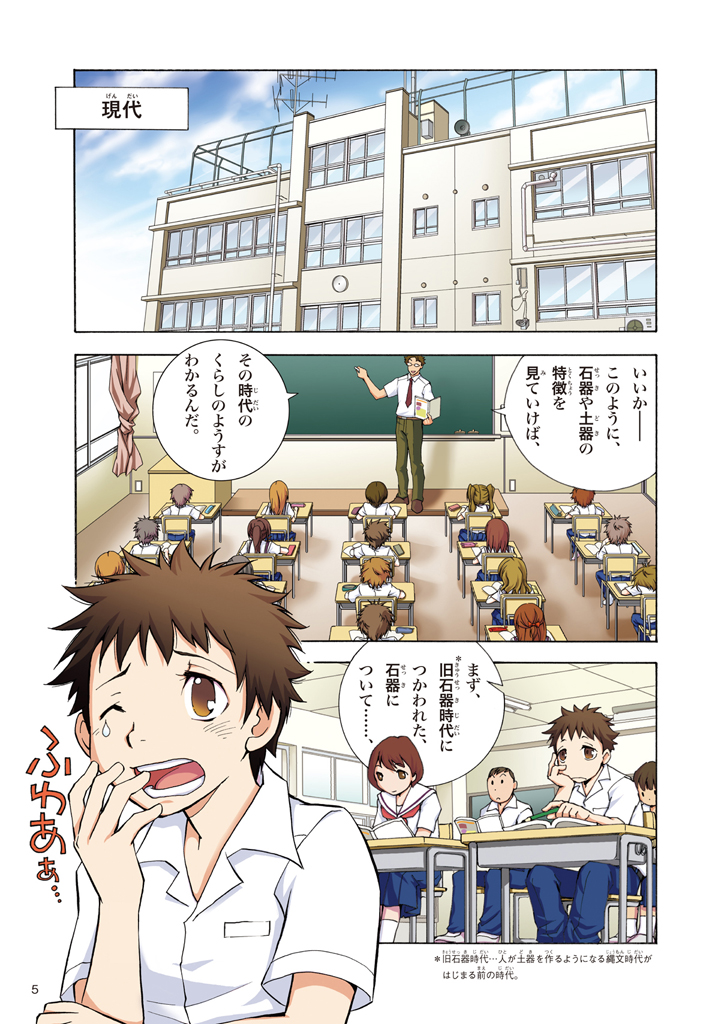 現代
いいか――
このように、
石器や土器の
特徴を
見ていけば、
その時代の
くらしのようすが
わかるんだ。
まず、
*旧石器時代に
つかわれた、
石器に
ついて……、
ふわあぁ…
*旧石器時代…人が土器を作るようになる縄文時代が
はじまる前の時代。
5